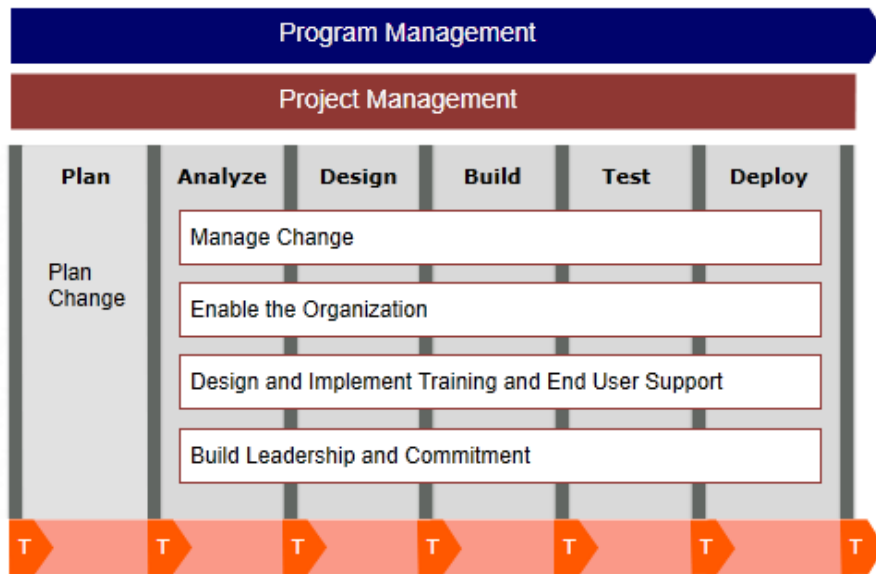 Program Management
Project Management
Plan Analyze Design Build Test Deploy
Manage Change
Plan
Change
Enable the Organization
Design and Implement Training and End User Support
Build Leadership and Commitment
T T T T T T T